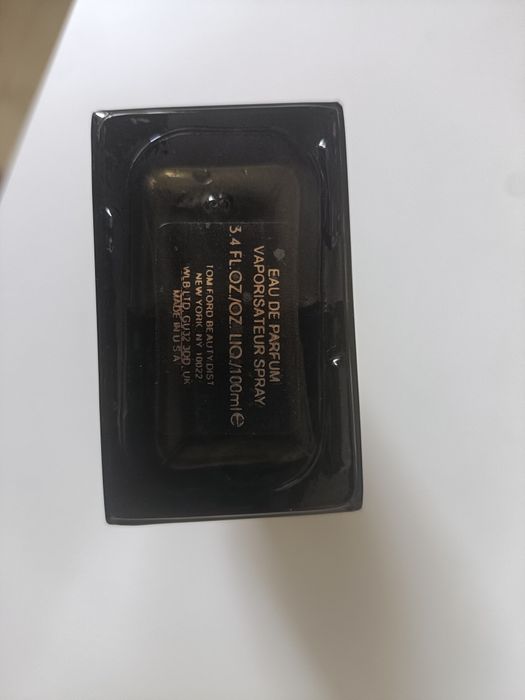 EAU DE PARFUM
VAPORISATEUR SPRAY
3.4 FL.OZ./OZ. LIQ./100ml℮
TOM FORD BEAUTY DIST
NEW YORK, NY 10022
WLB LTD, GU32 3DD, UK
MADE IN U.S.A.